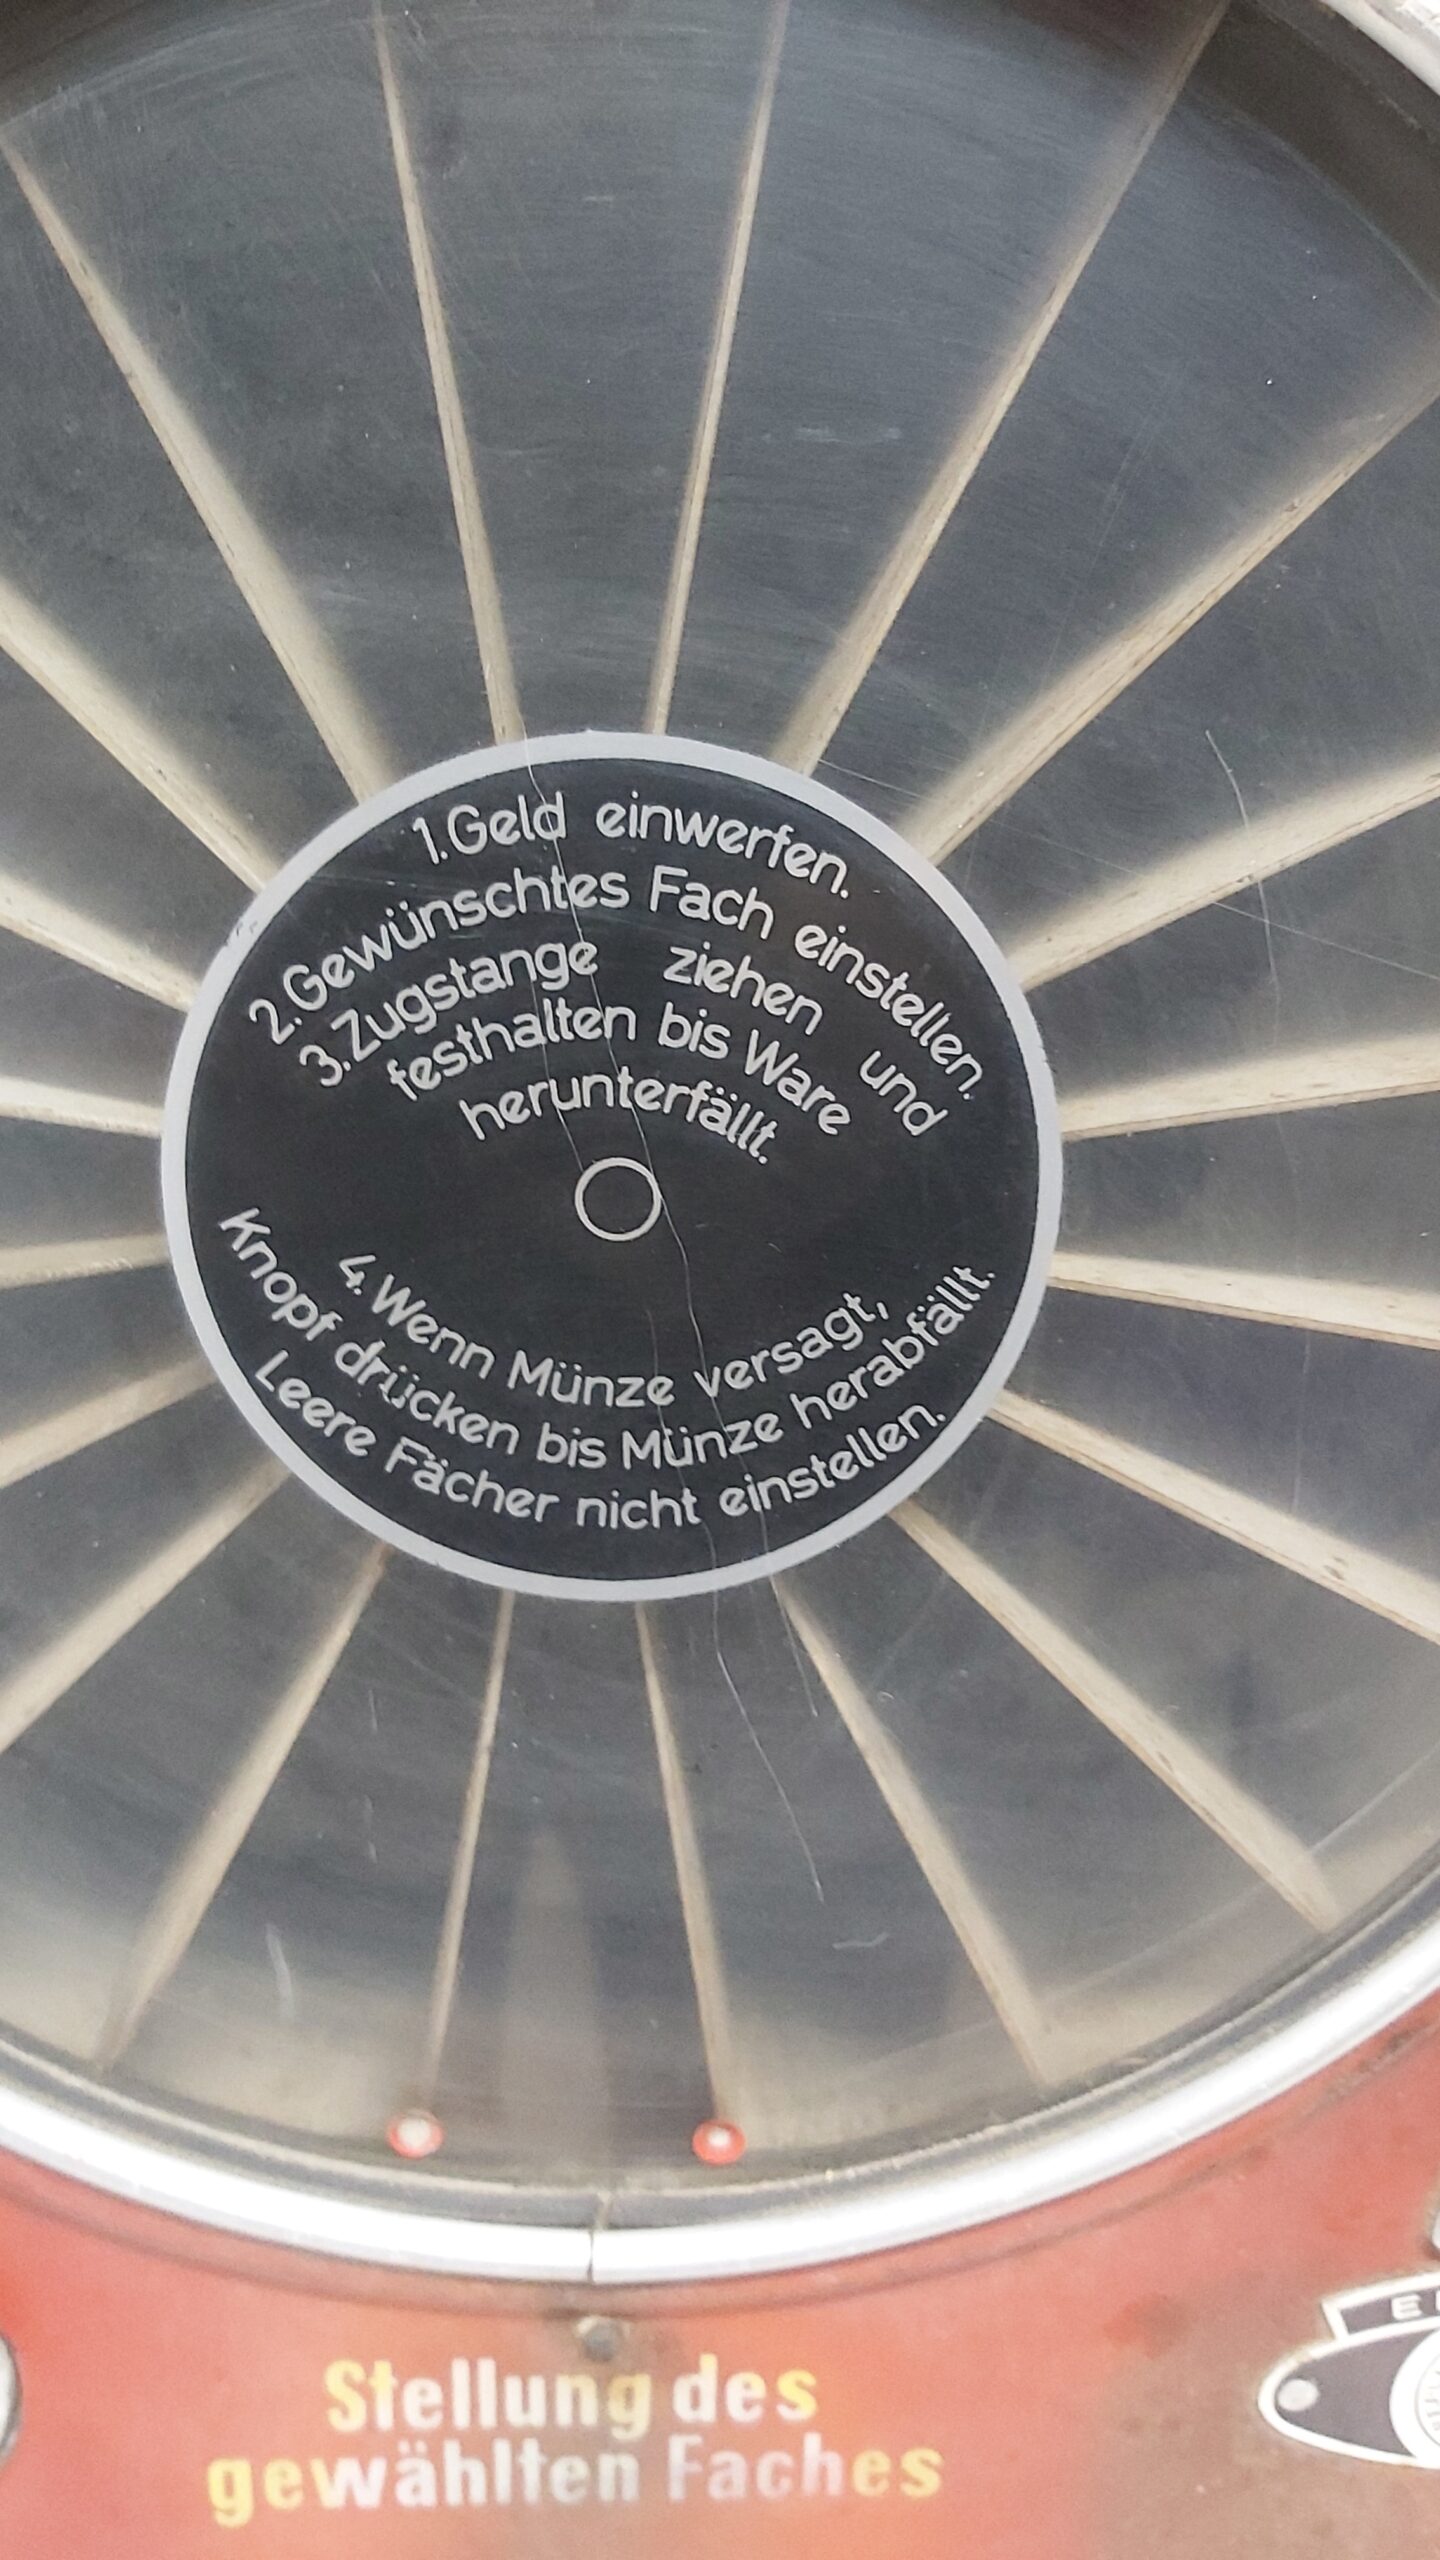 1. Geld einwerfen.
2. Gewünschtes Fach einstellen.
3. Zugstange ziehen und
festhalten bis Ware
herunterfällt.
4. Wenn Münze versagt,
Knopf drücken bis Münze herabfällt.
Leere Fächer nicht einstellen.
Stellung des
gewählten Faches